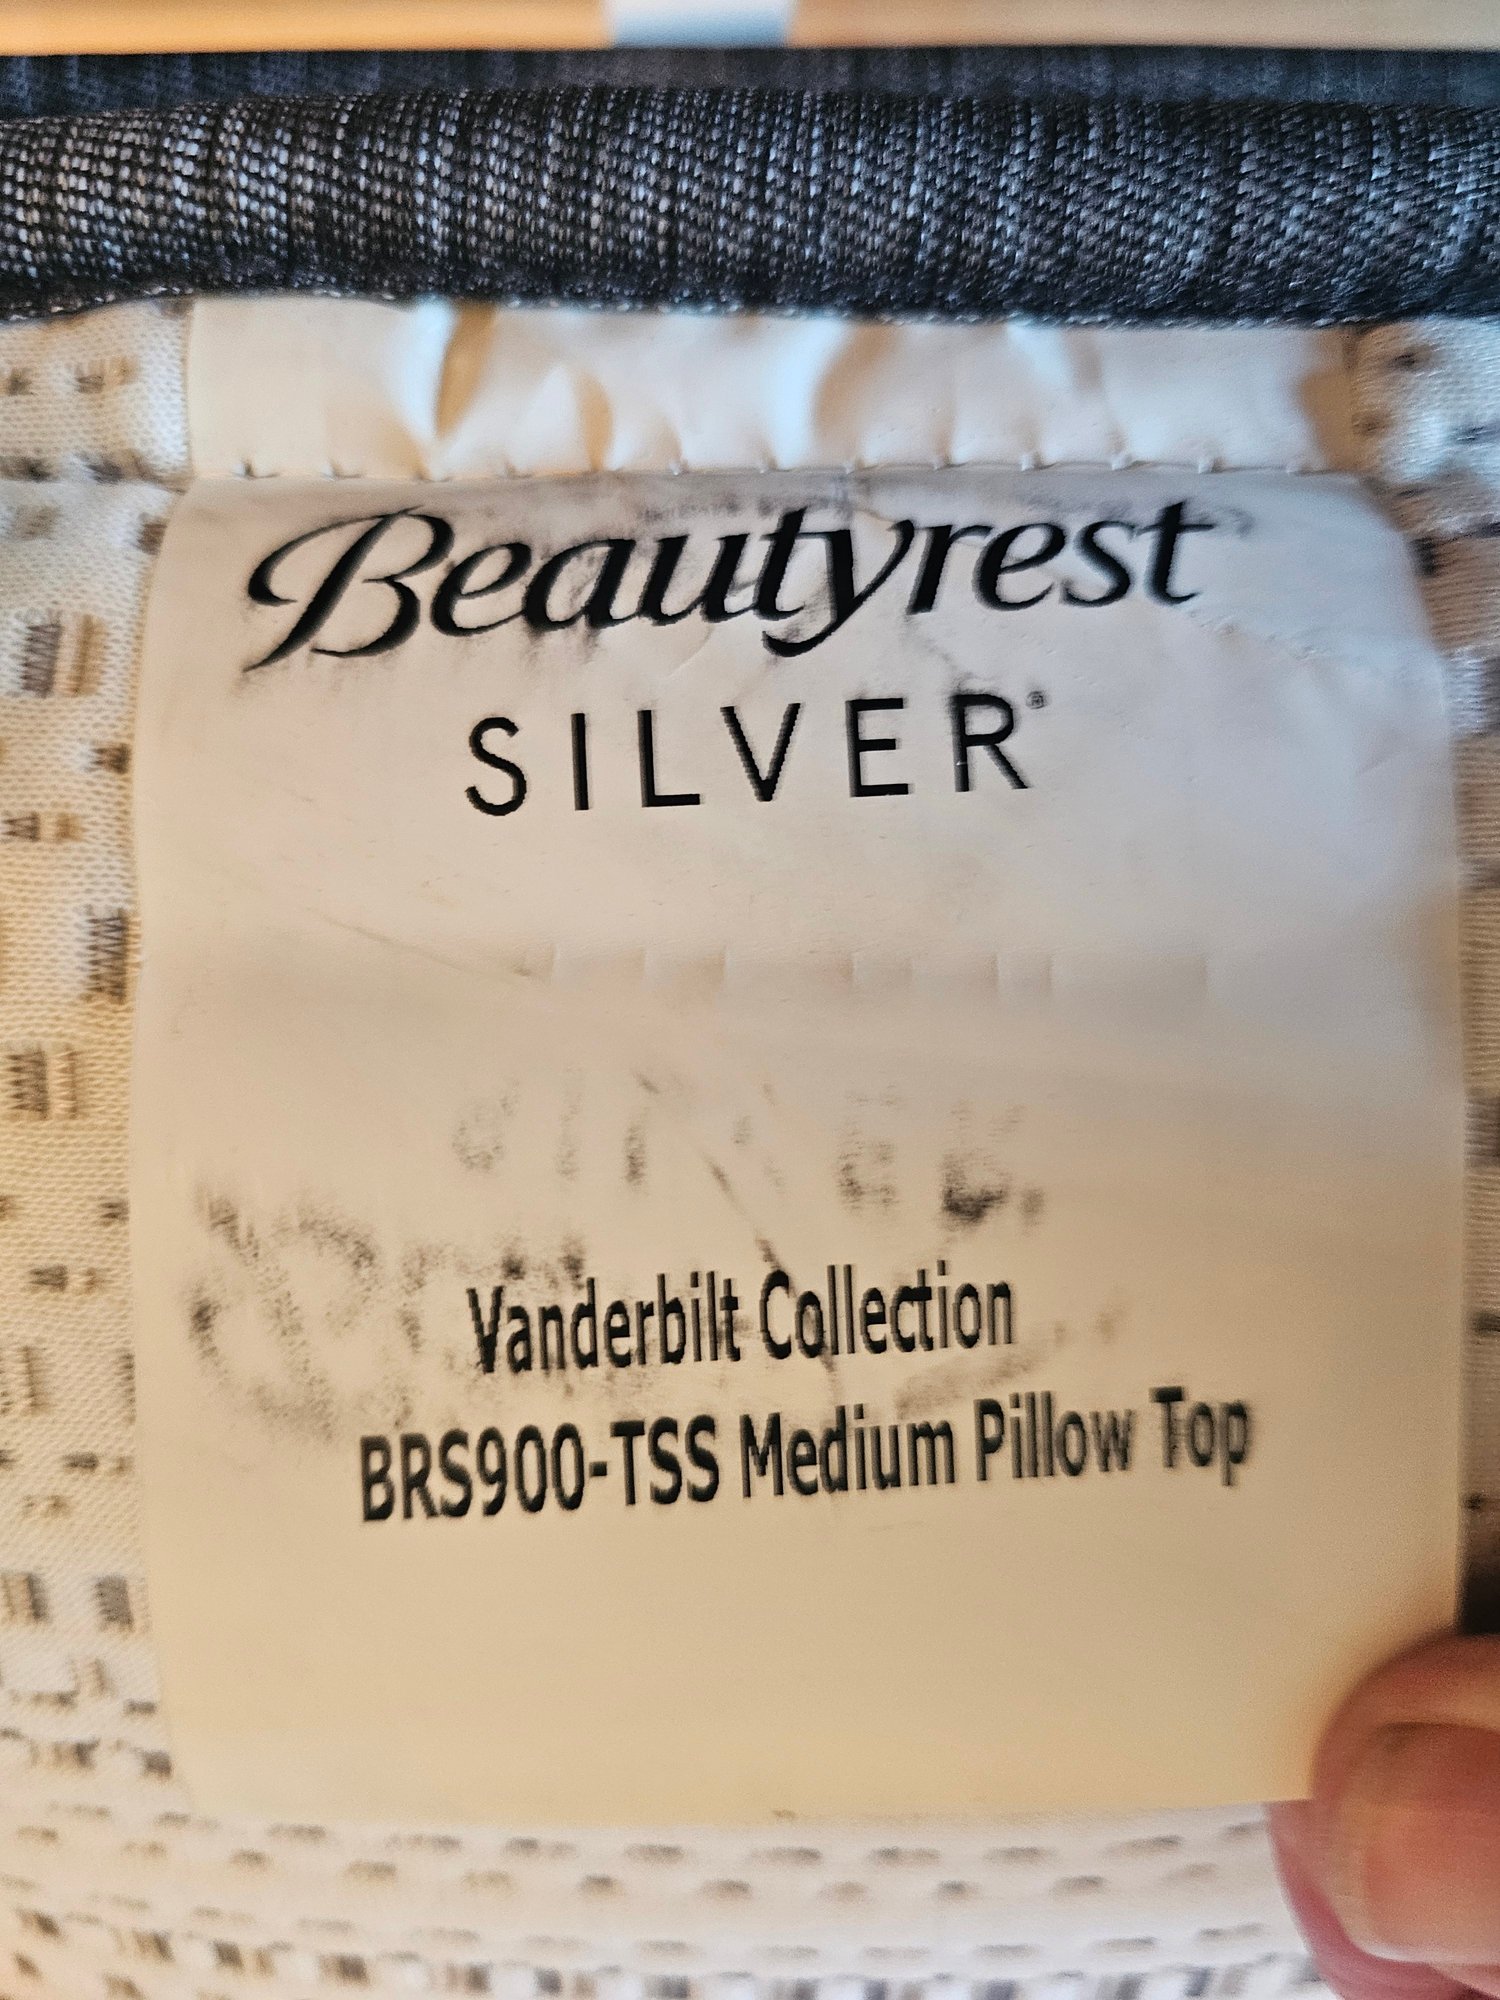 Beautyrest
SILVER®
Vanderbilt Collection
BRS900-TSS Medium Pillow Top